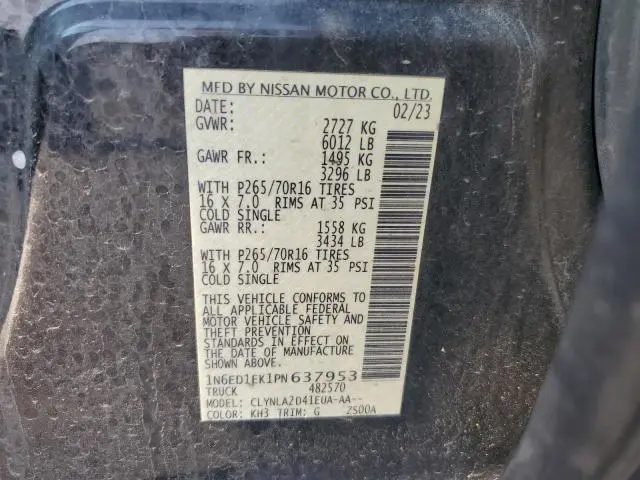 MFD BY NISSAN MOTOR CO., LTD.
DATE: 02/23
GVWR: 2727 KG
6012 LB
GAWR FR.: 1495 KG
3296 LB
WITH P265/70R16 TIRES
16 X 7.0 RIMS AT 35 PSI
COLD SINGLE
GAWR RR.: 1558 KG
3434 LB
WITH P265/70R16 TIRES
16 X 7.0 RIMS AT 35 PSI
COLD SINGLE
THIS VEHICLE CONFORMS TO
ALL APPLICABLE FEDERAL
MOTOR VEHICLE SAFETY AND
THEFT PREVENTION
STANDARDS IN EFFECT ON
THE DATE OF MANUFACTURE
SHOWN ABOVE.
1N6ED1EK1PN637953
TRUCK 482570
MODEL: CLYNLA2D41EUA-AA--
COLOR: KH3 TRIM: G 2S00A